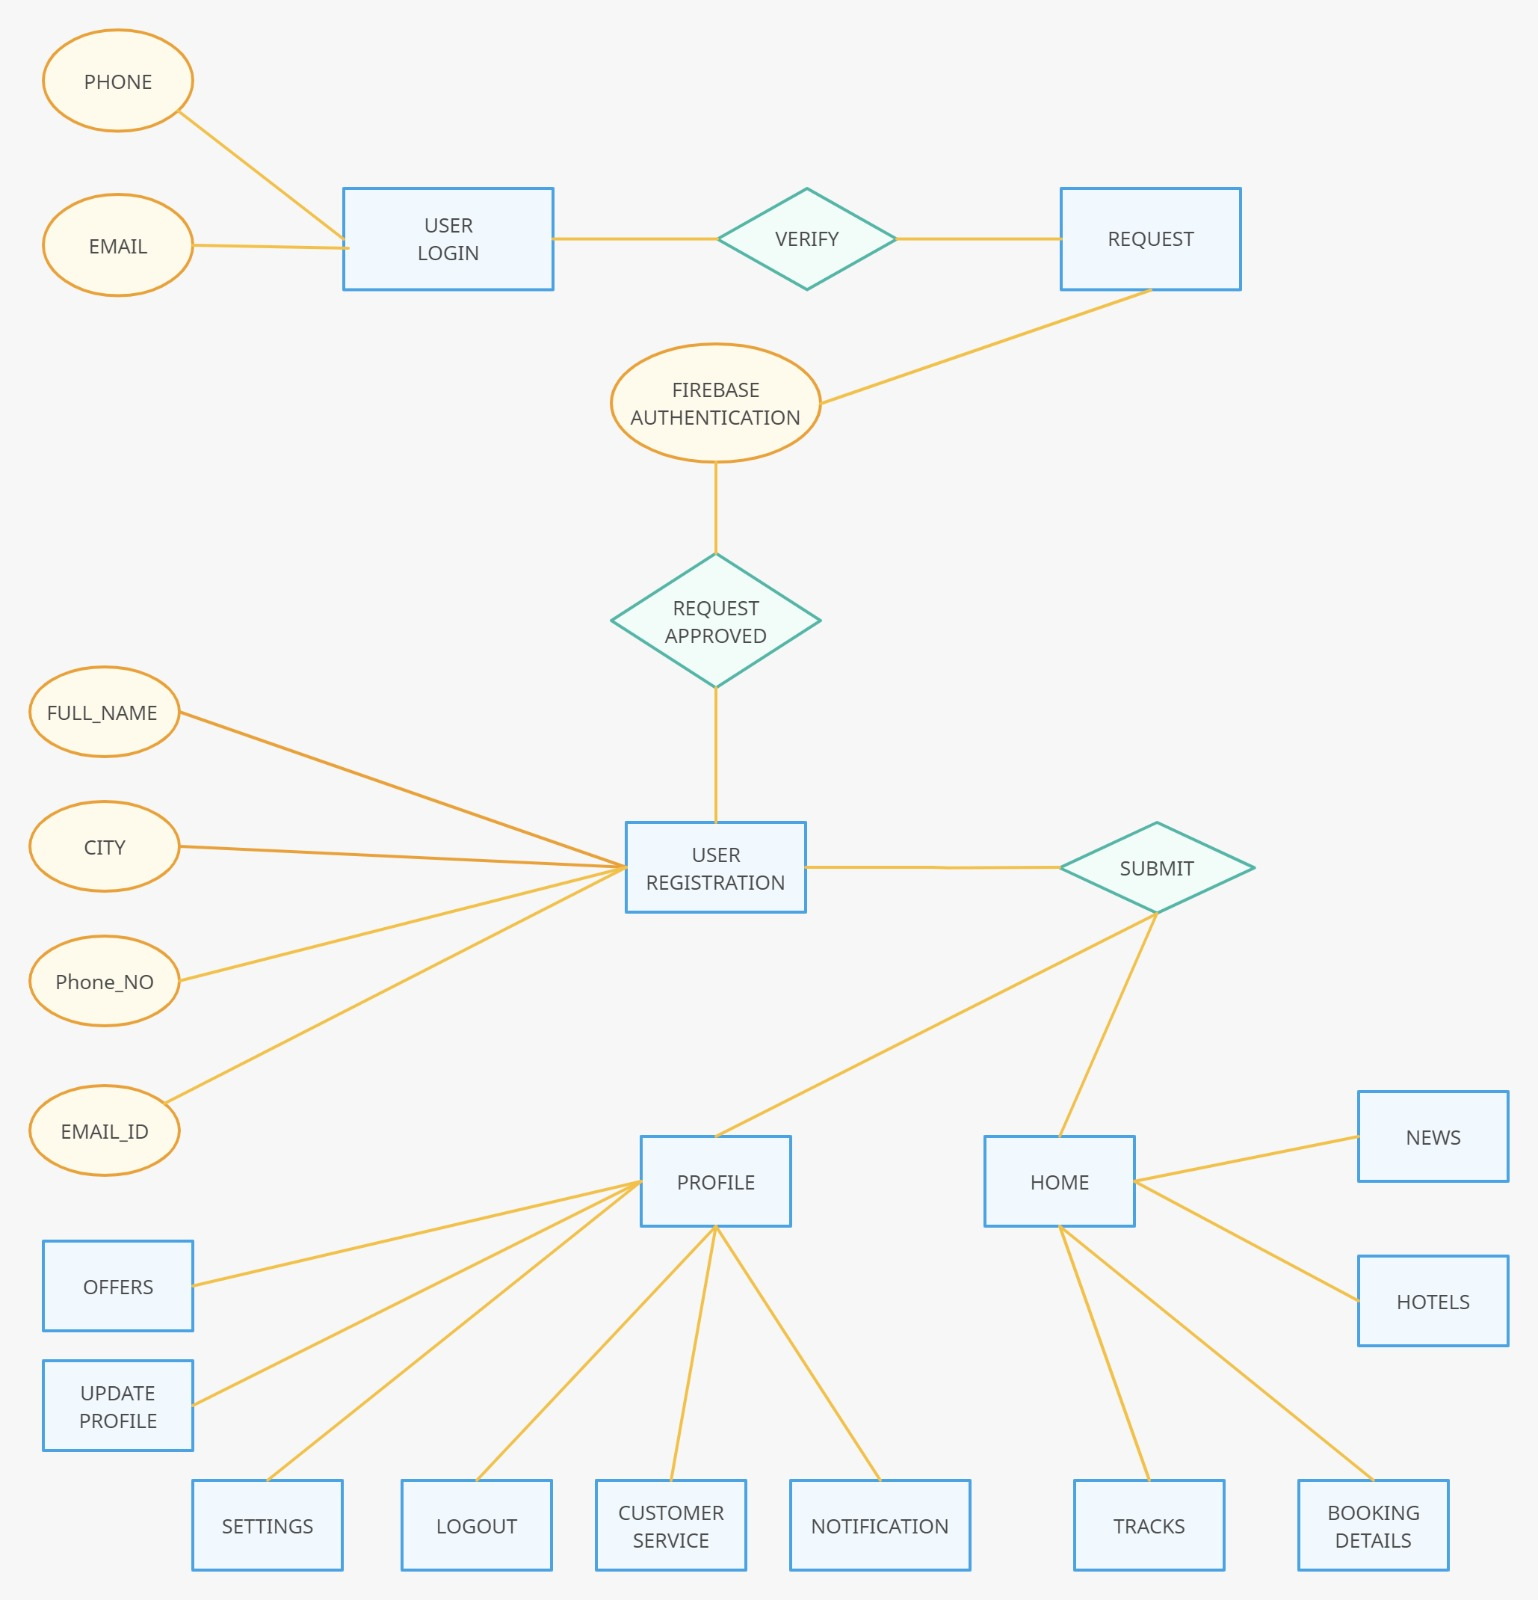 PHONE
EMAIL
USER
LOGIN
VERIFY
REQUEST
FIREBASE
AUTHENTICATION
REQUEST
APPROVED
FULL_NAME
CITY
Phone_NO
EMAIL_ID
USER
REGISTRATION
SUBMIT
PROFILE
HOME
NEWS
HOTELS
OFFERS
UPDATE
PROFILE
SETTINGS
LOGOUT
CUSTOMER
SERVICE
NOTIFICATION
TRACKS
BOOKING
DETAILS